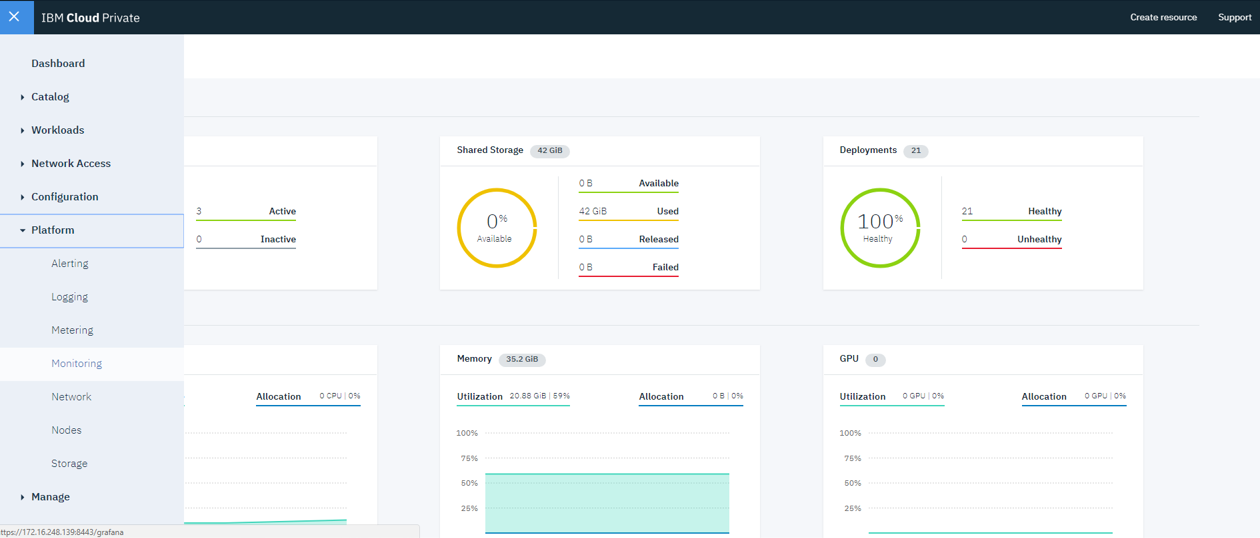 IBM Cloud Private
Create resource
Support
Dashboard
Catalog
Workloads
Network Access
Configuration
Platform
Alerting
Logging
Metering
Monitoring
Network
Nodes
Storage
Manage
3 Active
0 Inactive
Shared Storage 42 GiB
0%
Available
0 B Available
42 GiB Used
0 B Released
0 B Failed
Deployments 21
100%
Healthy
21 Healthy
0 Unhealthy
Allocation 0 CPU | 0%
Memory 35.2 GiB
Utilization 20.88 GiB | 59%
Allocation 0 B | 0%
100%
75%
50%
25%
GPU 0
Utilization 0 GPU | 0%
Allocation 0 GPU | 0%
100%
75%
50%
25%
ttps://172.16.248.139:8443/grafana